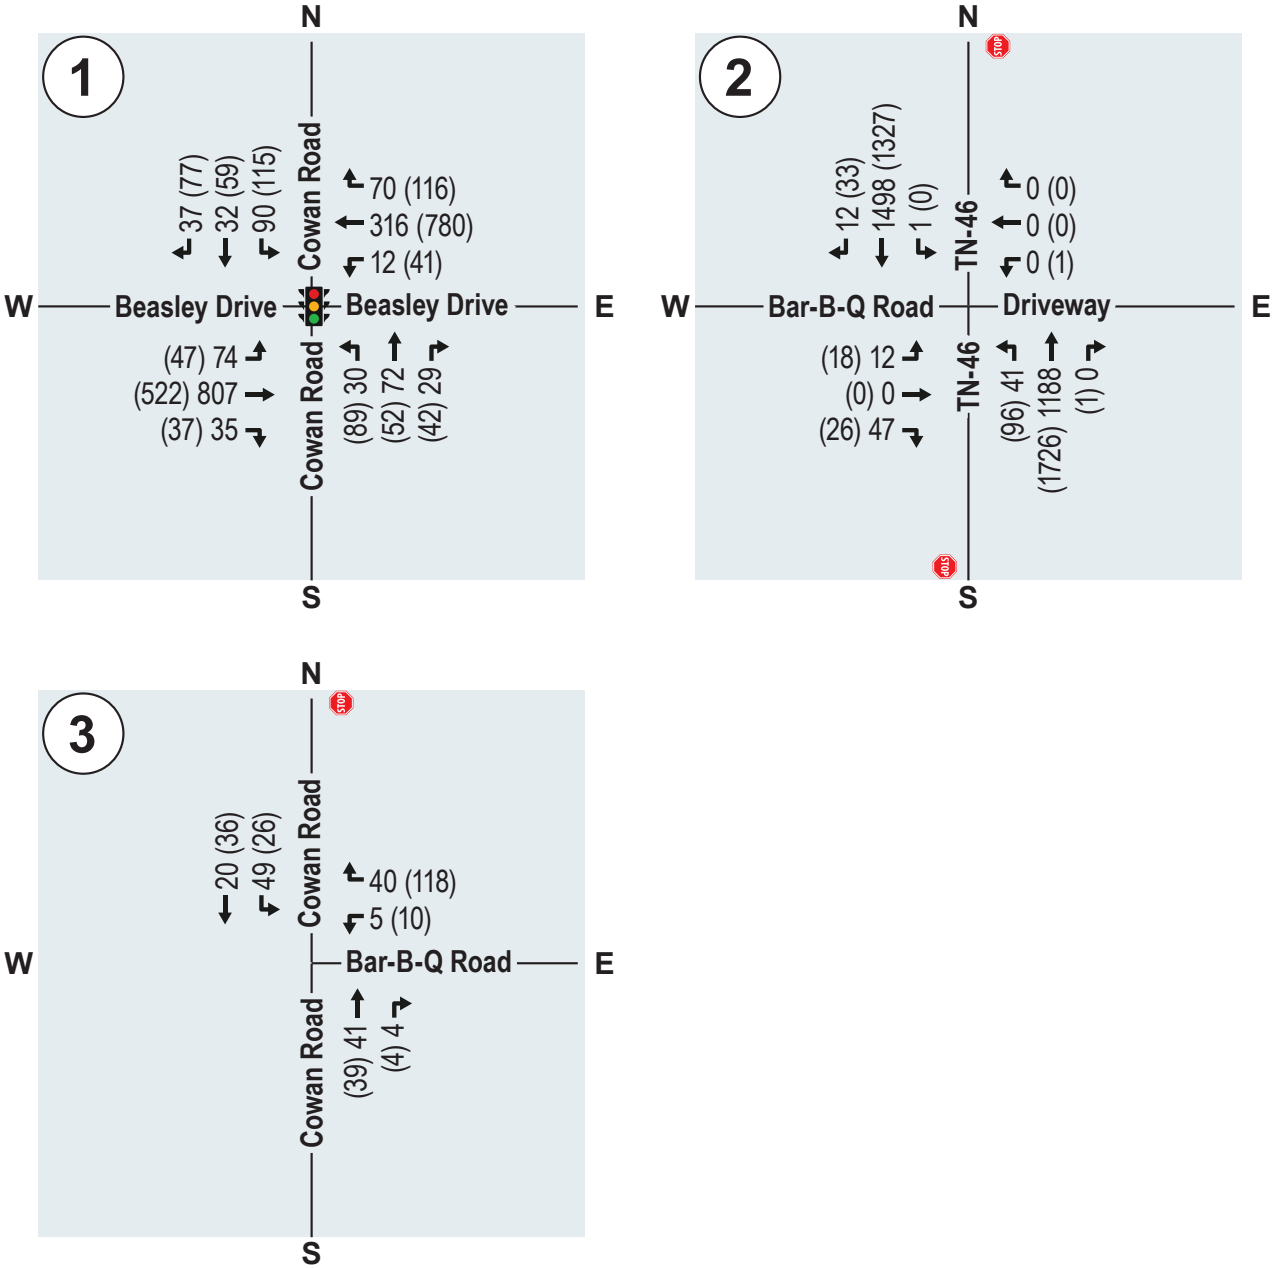 N
1
37 (77)
32 (59)
90 (115)
Cowan Road
70 (116)
316 (780)
12 (41)
W
Beasley Drive
Beasley Drive
E
(47) 74
(522) 807
(37) 35
Cowan Road
(89) 30
(52) 72
(42) 29
S
N
STOP
2
12 (33)
1498 (1327)
1 (0)
TN-46
0 (0)
0 (0)
0 (1)
W
Bar-B-Q Road
Driveway
E
(18) 12
(0) 0
(26) 47
TN-46
(96) 41
(1726) 1188
(1) 0
STOP
S
N
STOP
3
20 (36)
49 (26)
Cowan Road
40 (118)
5 (10)
W
Bar-B-Q Road
E
Cowan Road
(39) 41
(4) 4
S